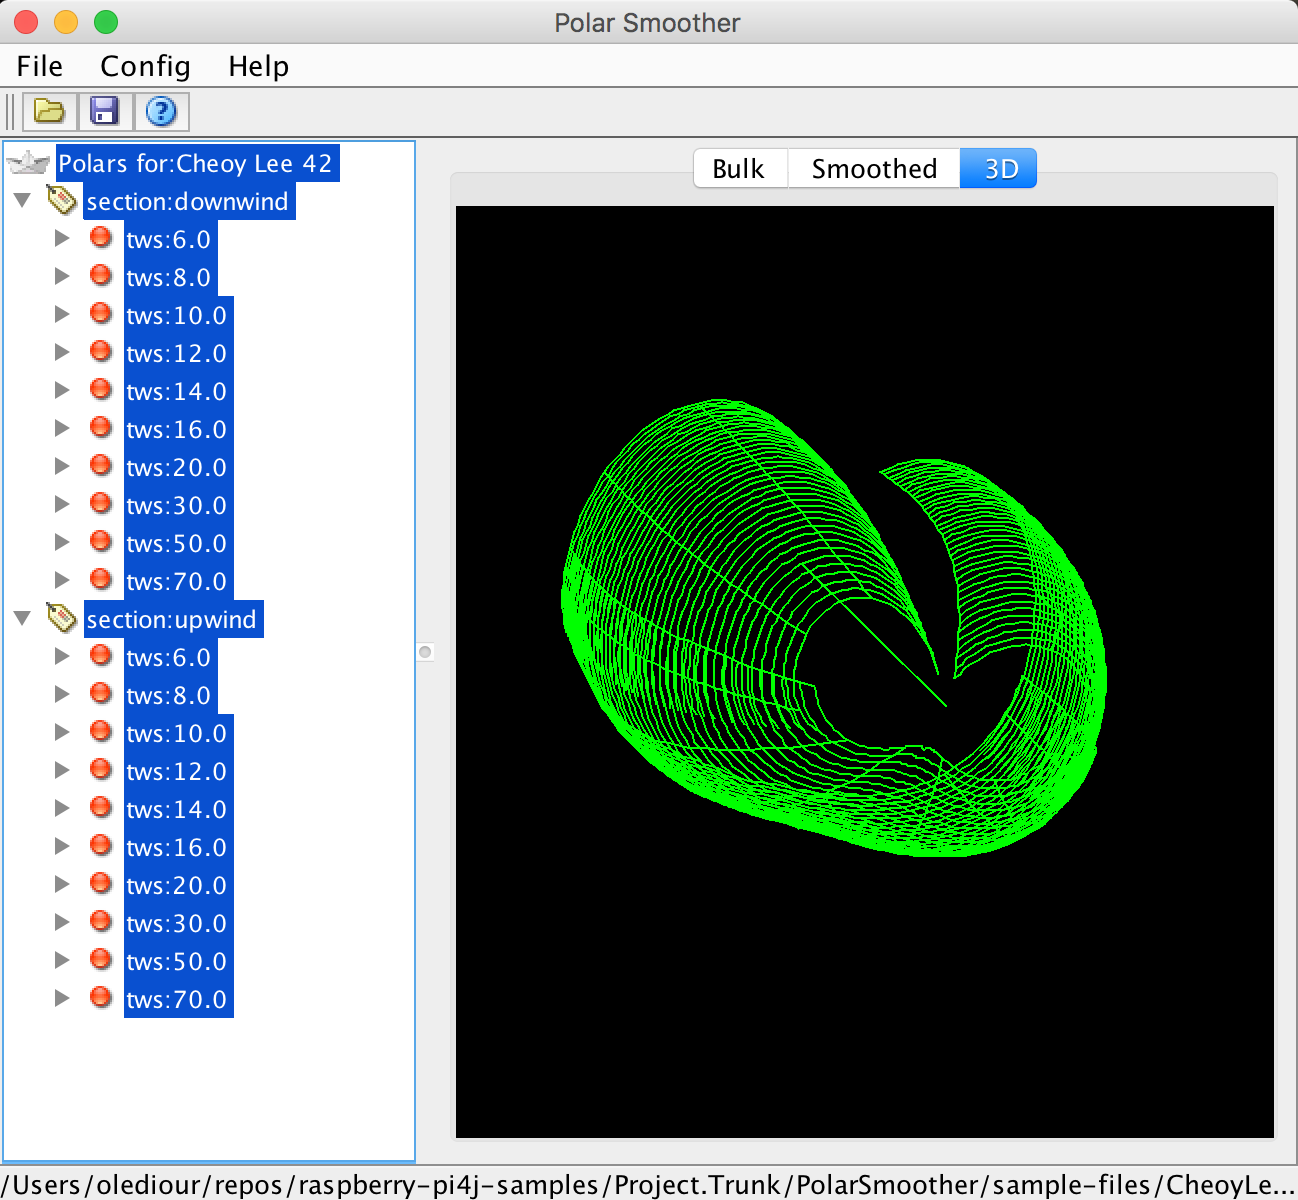 Polar Smoother
File Config Help
Polars for:Cheoy Lee 42
section:downwind
tws:6.0
tws:8.0
tws:10.0
tws:12.0
tws:14.0
tws:16.0
tws:20.0
tws:30.0
tws:50.0
tws:70.0
section:upwind
tws:6.0
tws:8.0
tws:10.0
tws:12.0
tws:14.0
tws:16.0
tws:20.0
tws:30.0
tws:50.0
tws:70.0
Bulk Smoothed 3D
/Users/olediour/repos/raspberry-pi4j-samples/Project.Trunk/PolarSmoother/sample-files/CheoyLe...